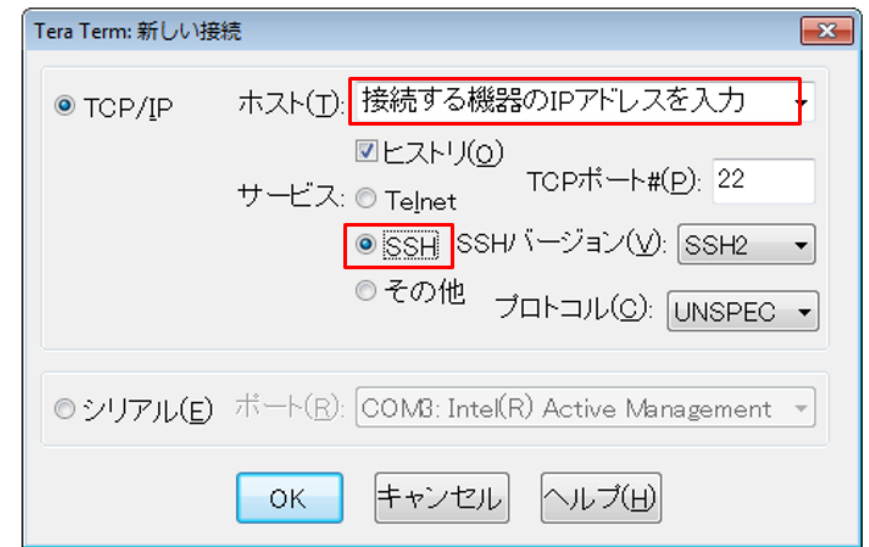 Tera Term: 新しい接続
TCP/IP ホスト(T): 接続する機器のIPアドレスを入力
ヒストリ(O)
サービス: Telnet TCPポート#(P): 22
SSH SSHバージョン(V): SSH2
その他 プロトコル(C): UNSPEC
シリアル(E) ポート(R): COM3: Intel(R) Active Management
OK キャンセル ヘルプ(H)